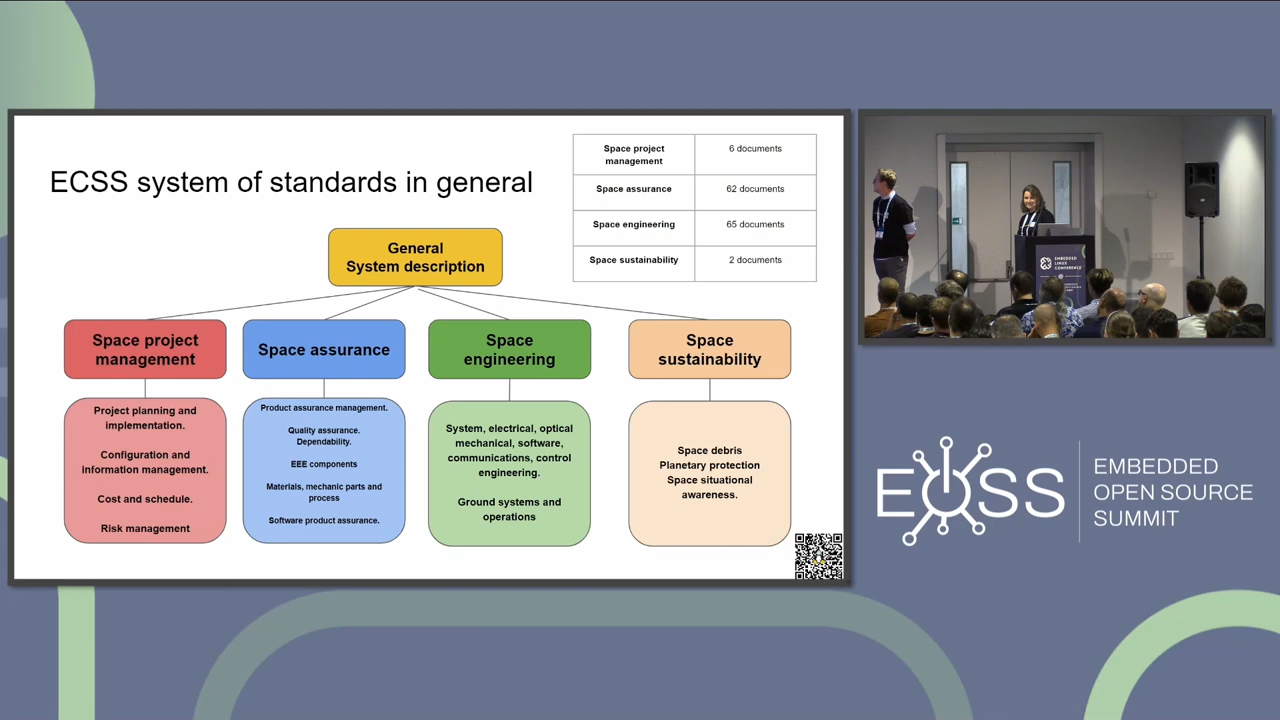 ECSS system of standards in general
Space project
management
6 documents
Space assurance
62 documents
Space engineering
65 documents
Space sustainability
2 documents
General
System description
Space project
management
Space assurance
Space
engineering
Space
sustainability
Project planning and
implementation.
Configuration and
information management.
Cost and schedule.
Risk management
Product assurance management.
Quality assurance.
Dependability.
EEE components
Materials, mechanic parts and
process
Software product assurance.
System, electrical, optical
mechanical, software,
communications, control
engineering.
Ground systems and
operations
Space debris
Planetary protection
Space situational
awareness.
EMBEDDED
LINUX
CONFERENCE
EOSS
EMBEDDED
OPEN SOURCE
SUMMIT